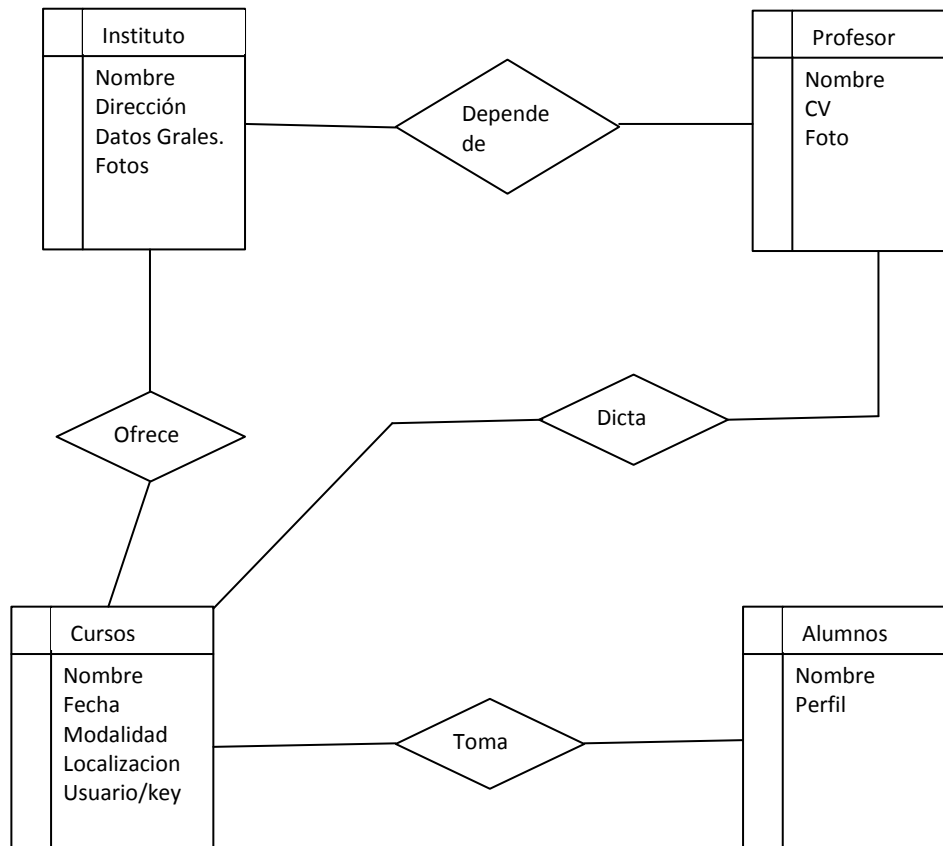 Instituto
Nombre
Dirección
Datos Grales.
Fotos
Depende
de
Profesor
Nombre
CV
Foto
Ofrece
Dicta
Cursos
Nombre
Fecha
Modalidad
Localizacion
Usuario/key
Toma
Alumnos
Nombre
Perfil